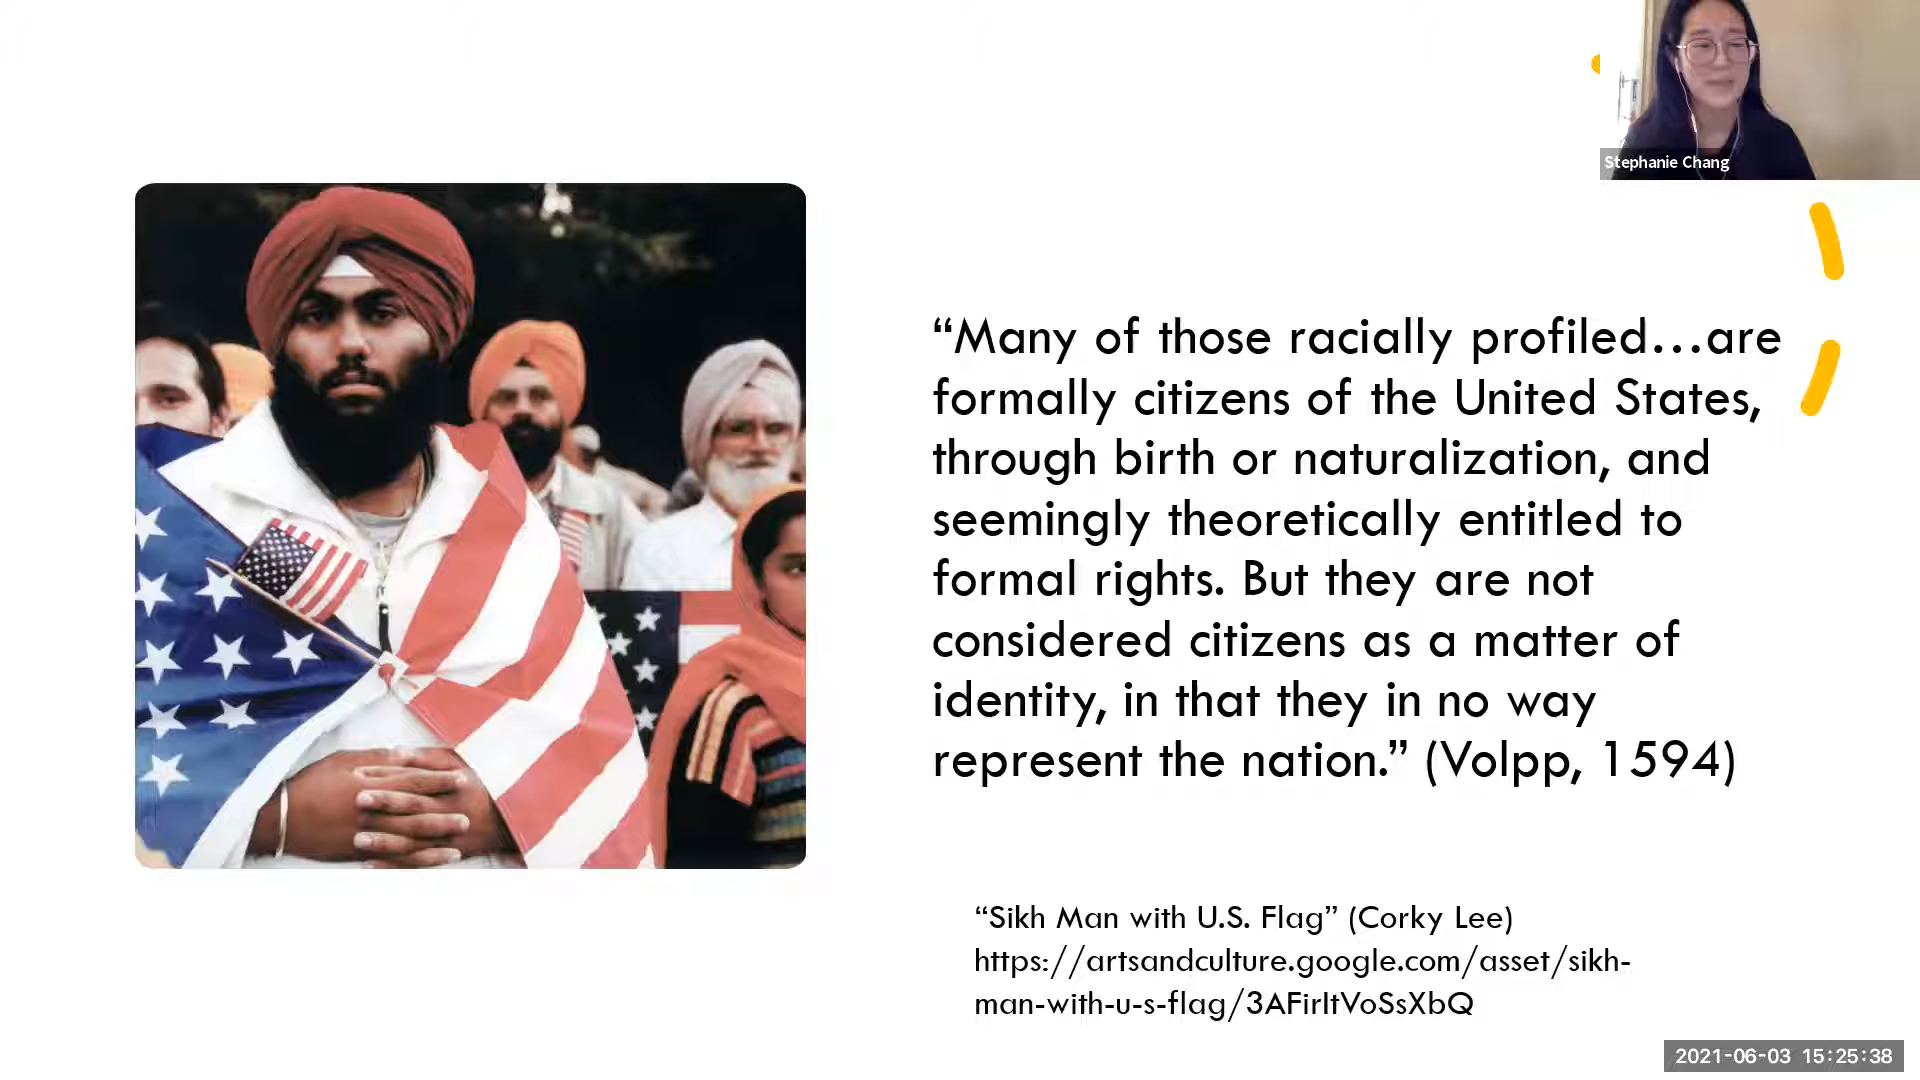 Stephanie Chang
“Many of those racially profiled…are
formally citizens of the United States,
through birth or naturalization, and
seemingly theoretically entitled to
formal rights. But they are not
considered citizens as a matter of
identity, in that they in no way
represent the nation.” (Volpp, 1594)
“Sikh Man with U.S. Flag” (Corky Lee)
https://artsandculture.google.com/asset/sikh-
man-with-u-s-flag/3AFirItVoSsXbQ
2021-06-03 15:25:38